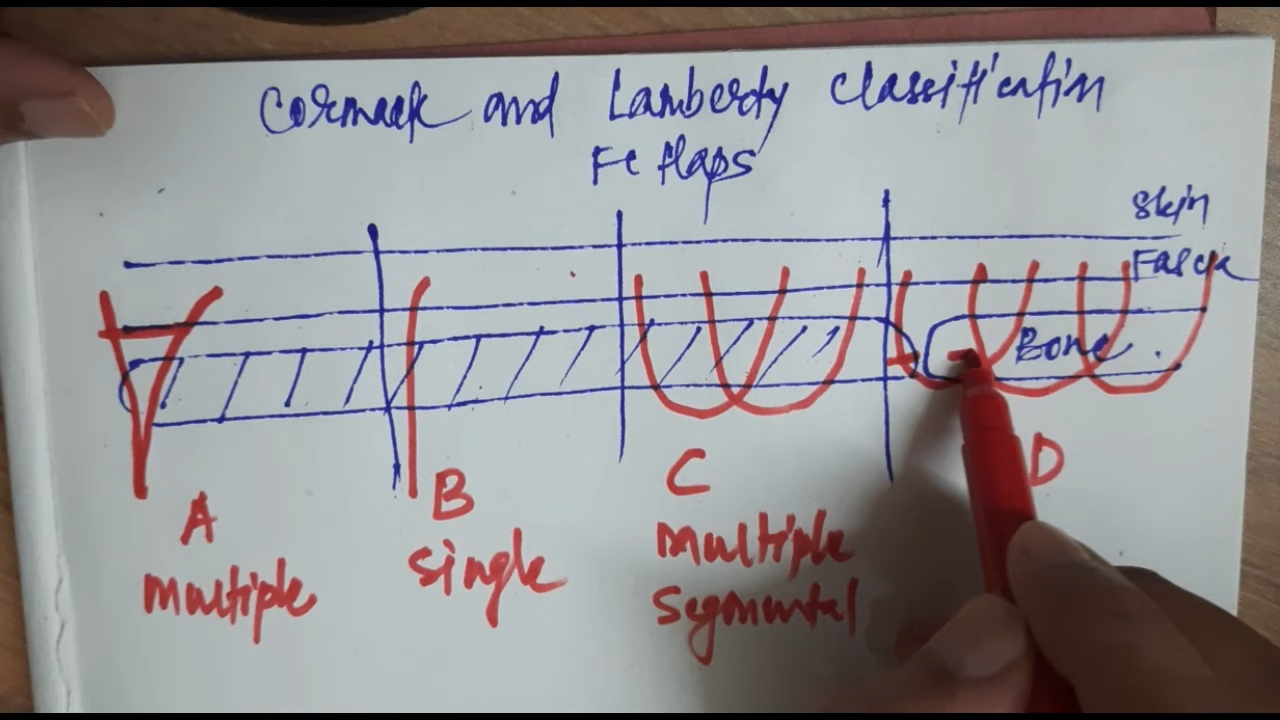 Cormack and Lamberty Classification
Fc flaps
Skin
Fascia
Bone
A
multiple
B
single
C
multiple
Segmental
D